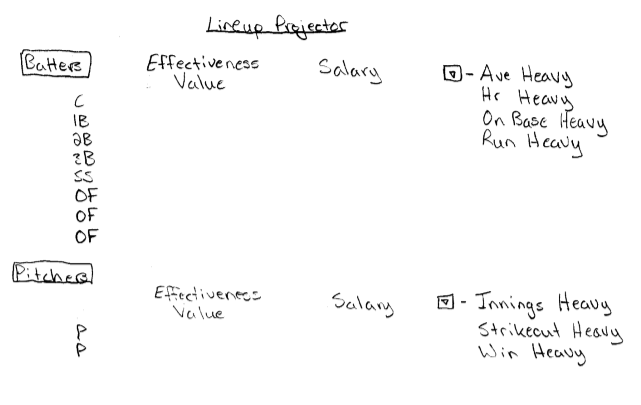 Lineup Projector
Batters Effectiveness Value Salary ▽ - Ave Heavy
Hr Heavy
On Base Heavy
Run Heavy
C
1B
2B
3B
SS
OF
OF
OF
Pitchers
Effectiveness Value Salary ▽ - Innings Heavy
Strikeout Heavy
Win Heavy
P
P